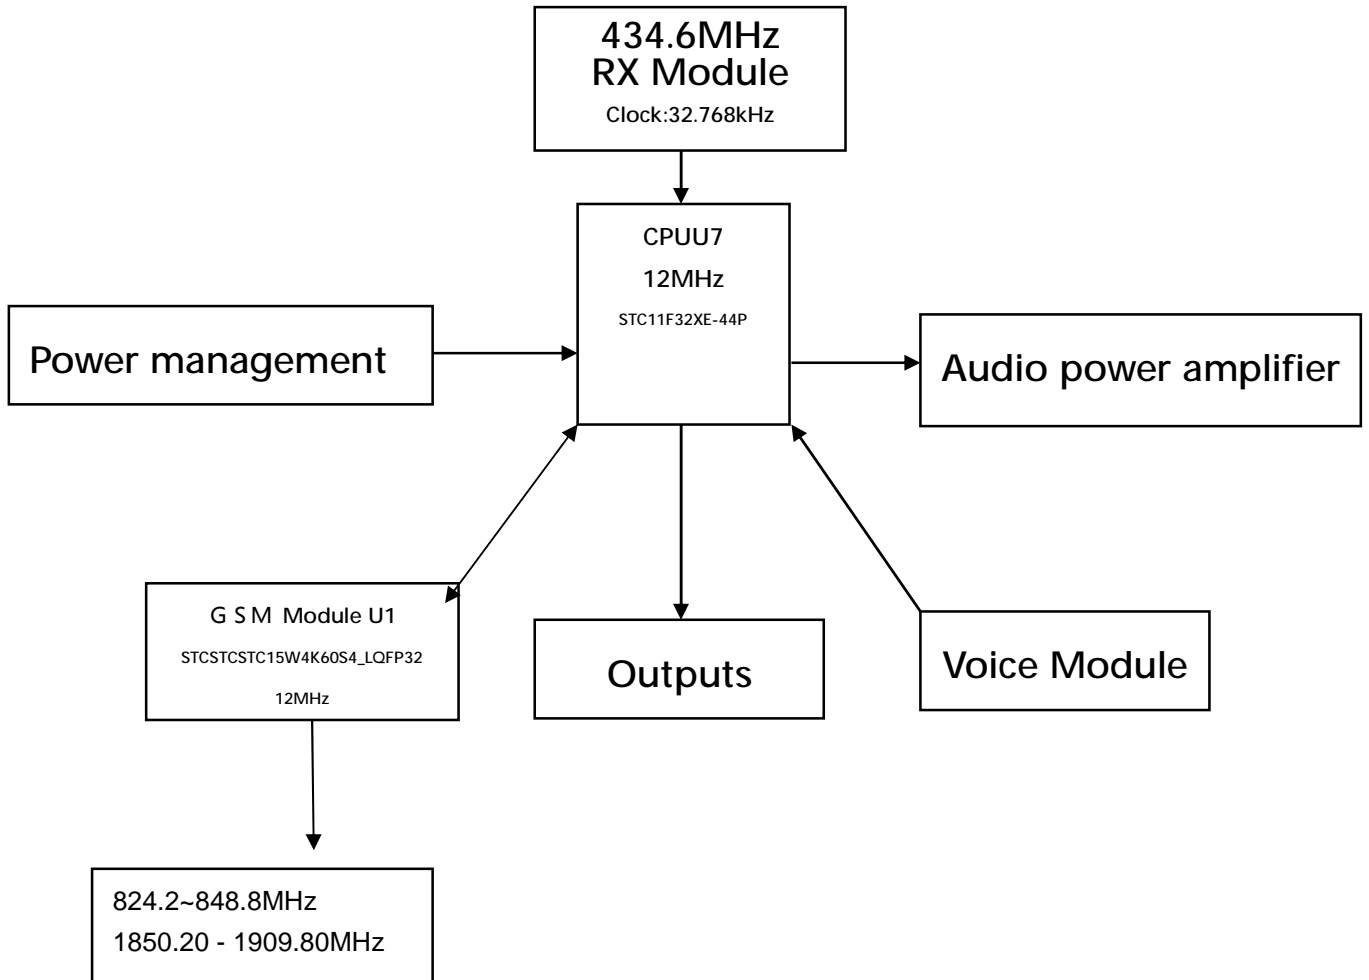 434.6MHz
RX Module
Clock:32.768kHz
CPUU7
12MHz
STC11F32XE-44P
Power management
Audio power amplifier
G S M Module U1
STCSTCSTC15W4K60S4_LQFP32
12MHz
Outputs
Voice Module
824.2~848.8MHz
1850.20 - 1909.80MHz